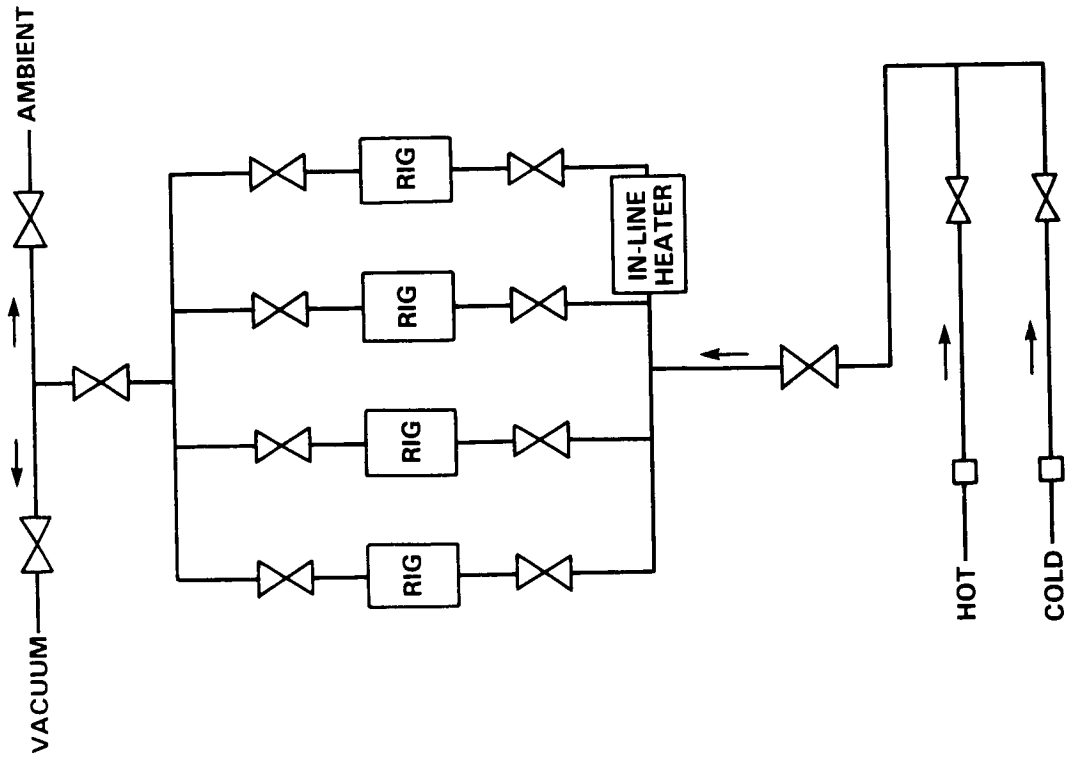 VACUUM
AMBIENT
RIG
RIG
RIG
RIG
IN-LINE
HEATER
HOT
COLD